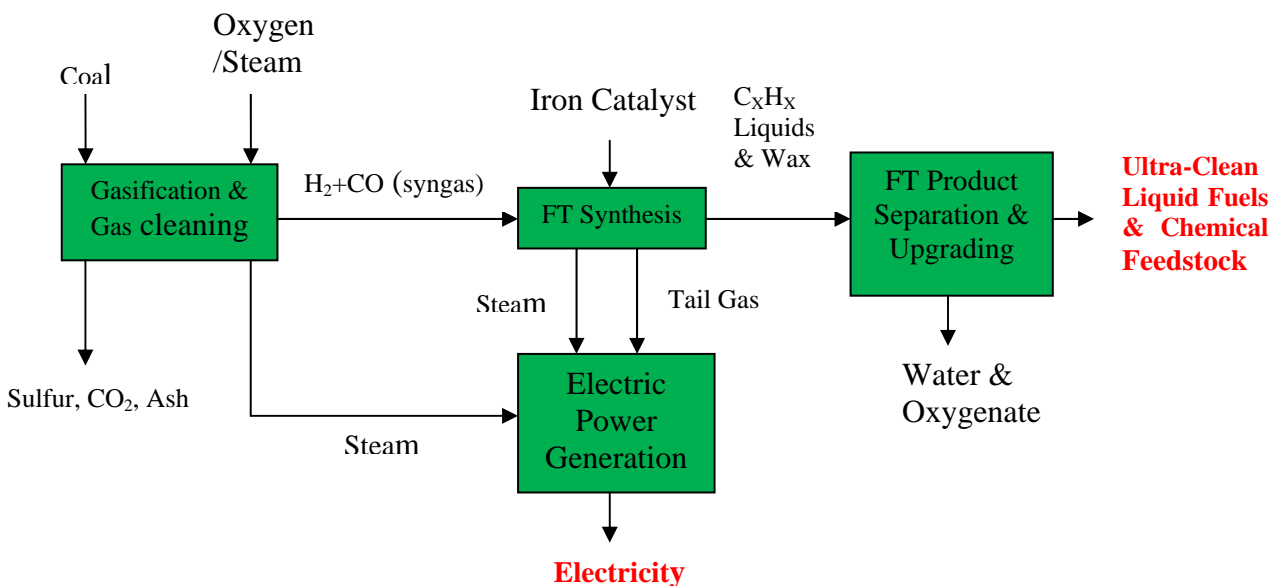 Coal
Oxygen
/Steam
Iron Catalyst
CXHX
Liquids
& Wax
Gasification &
Gas cleaning
H2+CO (syngas)
FT Synthesis
FT Product
Separation &
Upgrading
Ultra-Clean
Liquid Fuels
& Chemical
Feedstock
Steam
Tail Gas
Sulfur, CO2, Ash
Steam
Electric
Power
Generation
Water &
Oxygenate
Electricity